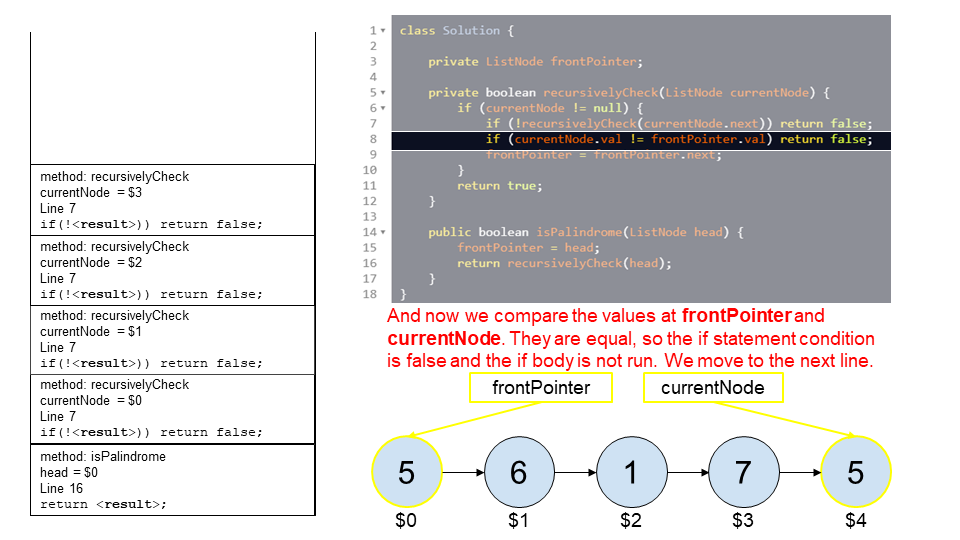 method: recursivelyCheck
currentNode = $3
Line 7
if(!<result>)) return false;
method: recursivelyCheck
currentNode = $2
Line 7
if(!<result>)) return false;
method: recursivelyCheck
currentNode = $1
Line 7
if(!<result>)) return false;
method: recursivelyCheck
currentNode = $0
Line 7
if(!<result>)) return false;
method: isPalindrome
head = $0
Line 16
return <result>;
1 class Solution {
2
3 private ListNode frontPointer;
4
5 private boolean recursivelyCheck(ListNode currentNode) {
6 if (currentNode != null) {
7 if (!recursivelyCheck(currentNode.next)) return false;
8 if (currentNode.val != frontPointer.val) return false;
9 frontPointer = frontPointer.next;
10 }
11 return true;
12 }
13
14 public boolean isPalindrome(ListNode head) {
15 frontPointer = head;
16 return recursivelyCheck(head);
17 }
18 }
And now we compare the values at frontPointer and
currentNode. They are equal, so the if statement condition
is false and the if body is not run. We move to the next line.
frontPointer currentNode
5 6 1 7 5
$0 $1 $2 $3 $4